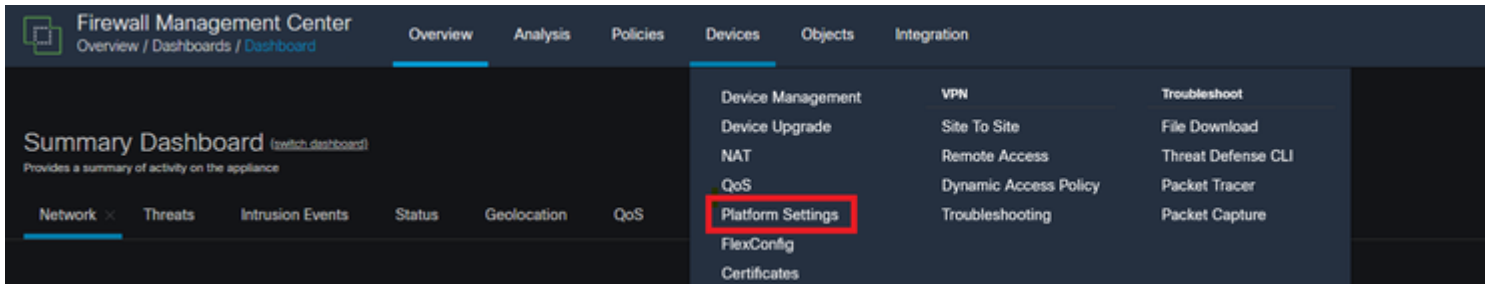 Firewall Management Center
Overview / Dashboards / Dashboard
Overview Analysis Policies Devices Objects Integration
Summary Dashboard (switch dashboard)
Provides a summary of activity on the appliance
Network × Threats Intrusion Events Status Geolocation QoS
Device Management
Device Upgrade
NAT
QoS
Platform Settings
FlexConfig
Certificates
VPN
Site To Site
Remote Access
Dynamic Access Policy
Troubleshooting
Troubleshoot
File Download
Threat Defense CLI
Packet Tracer
Packet Capture